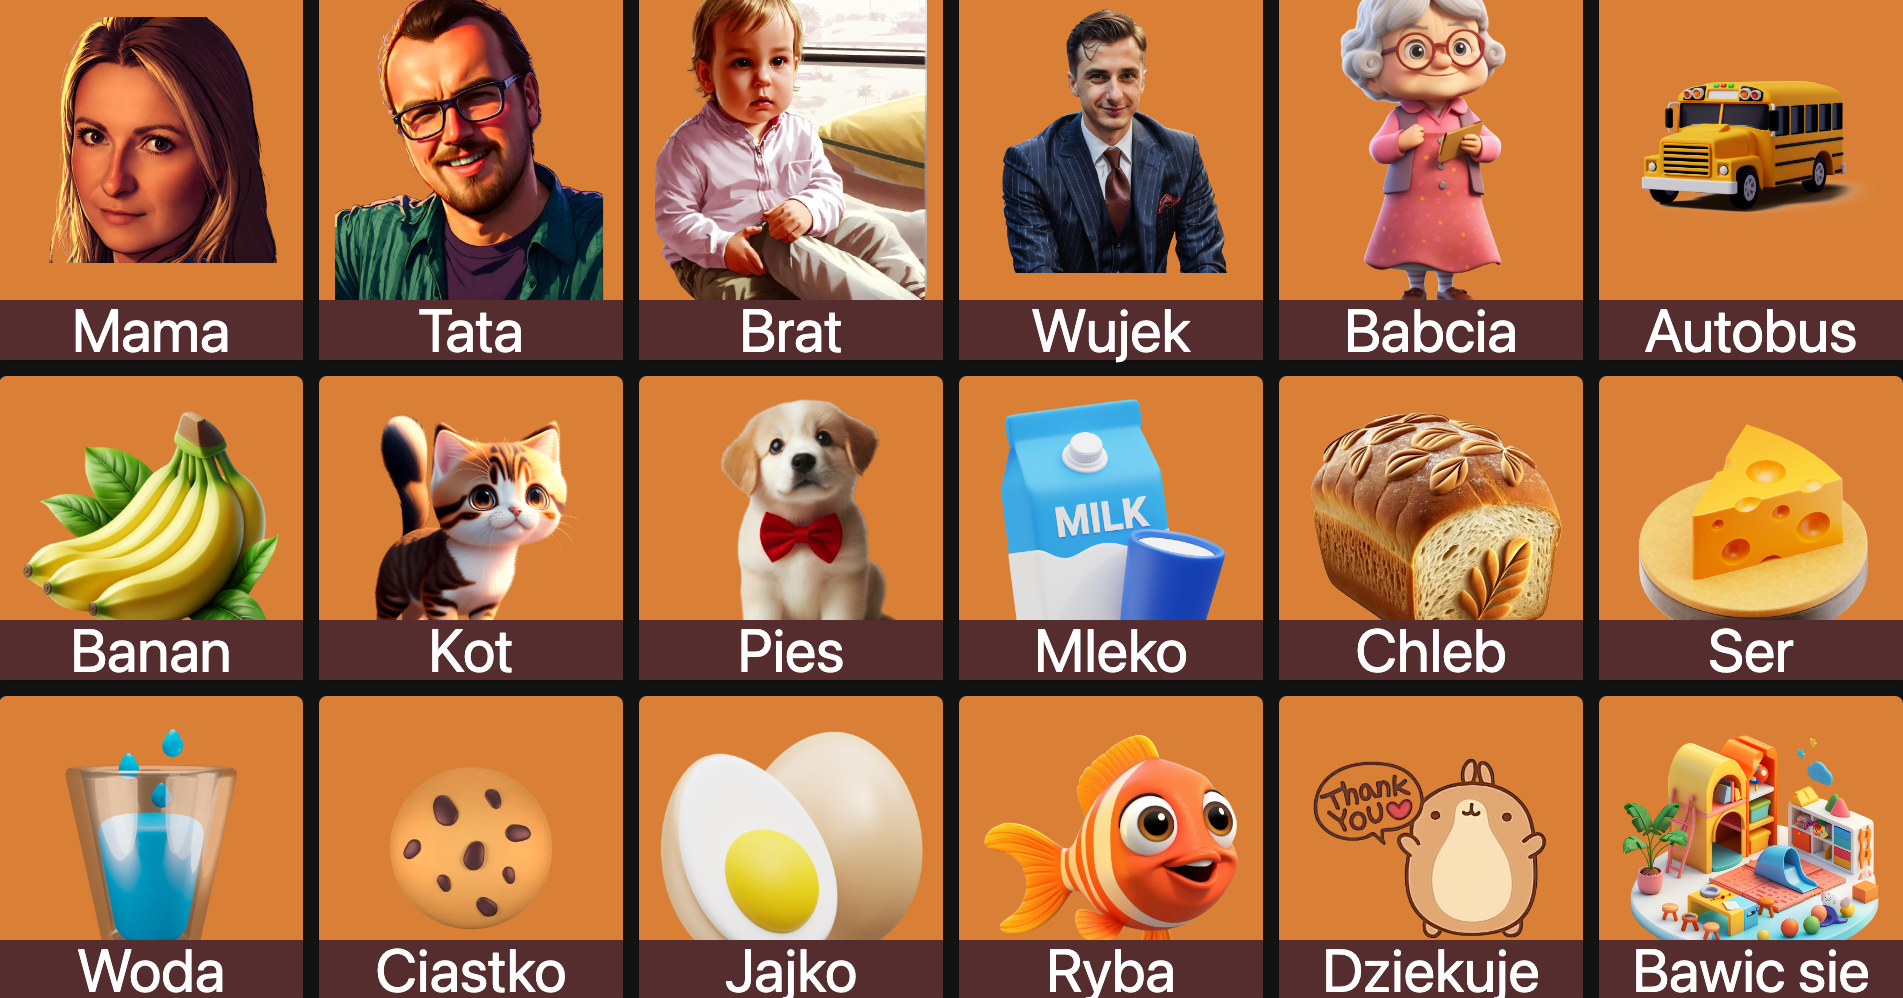 Mama
Tata
Brat
Wujek
Babcia
Autobus
MILK
Banan
Kot
Pies
Mleko
Chleb
Ser
Thank
You
Woda
Ciastko
Jajko
Ryba
Dziekuje
Bawic sie